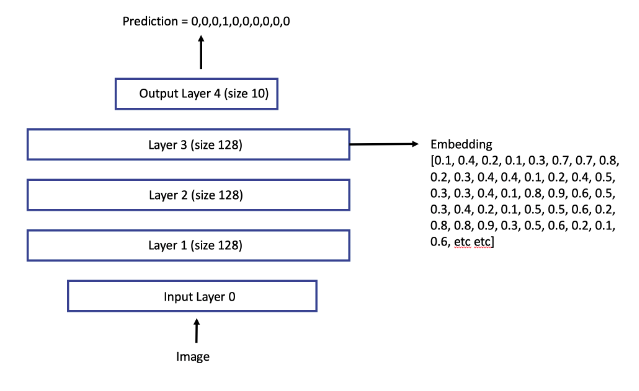 Prediction = 0,0,0,1,0,0,0,0,0,0
Output Layer 4 (size 10)
Layer 3 (size 128)
Embedding
[0.1, 0.4, 0.2, 0.1, 0.3, 0.7, 0.7, 0.8,
0.2, 0.3, 0.4, 0.4, 0.1, 0.2, 0.4, 0.5,
0.3, 0.3, 0.4, 0.1, 0.8, 0.9, 0.6, 0.5,
0.3, 0.4, 0.2, 0.1, 0.5, 0.5, 0.6, 0.2,
0.8, 0.8, 0.9, 0.3, 0.5, 0.6, 0.2, 0.1,
0.6, etc etc]
Layer 2 (size 128)
Layer 1 (size 128)
Input Layer 0
Image